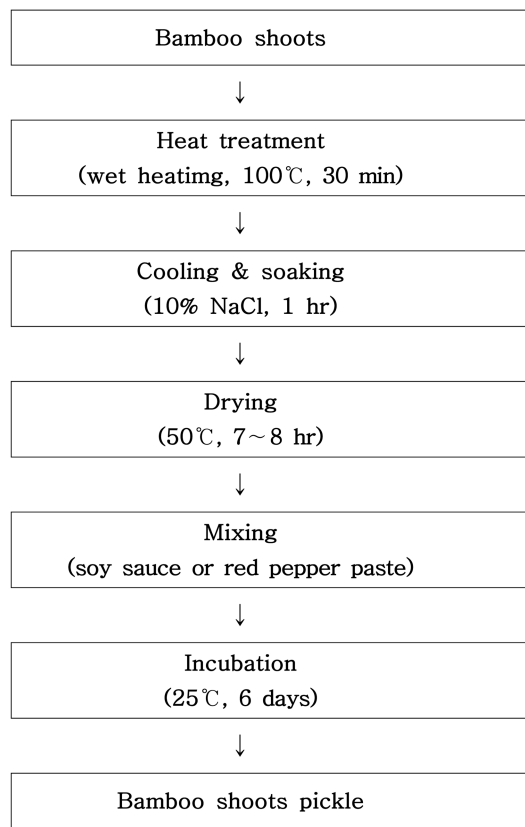 Bamboo shoots
↓
Heat treatment
(wet heatimg, 100℃, 30 min)
↓
Cooling & soaking
(10% NaCl, 1 hr)
↓
Drying
(50℃, 7~8 hr)
↓
Mixing
(soy sauce or red pepper paste)
↓
Incubation
(25℃, 6 days)
↓
Bamboo shoots pickle